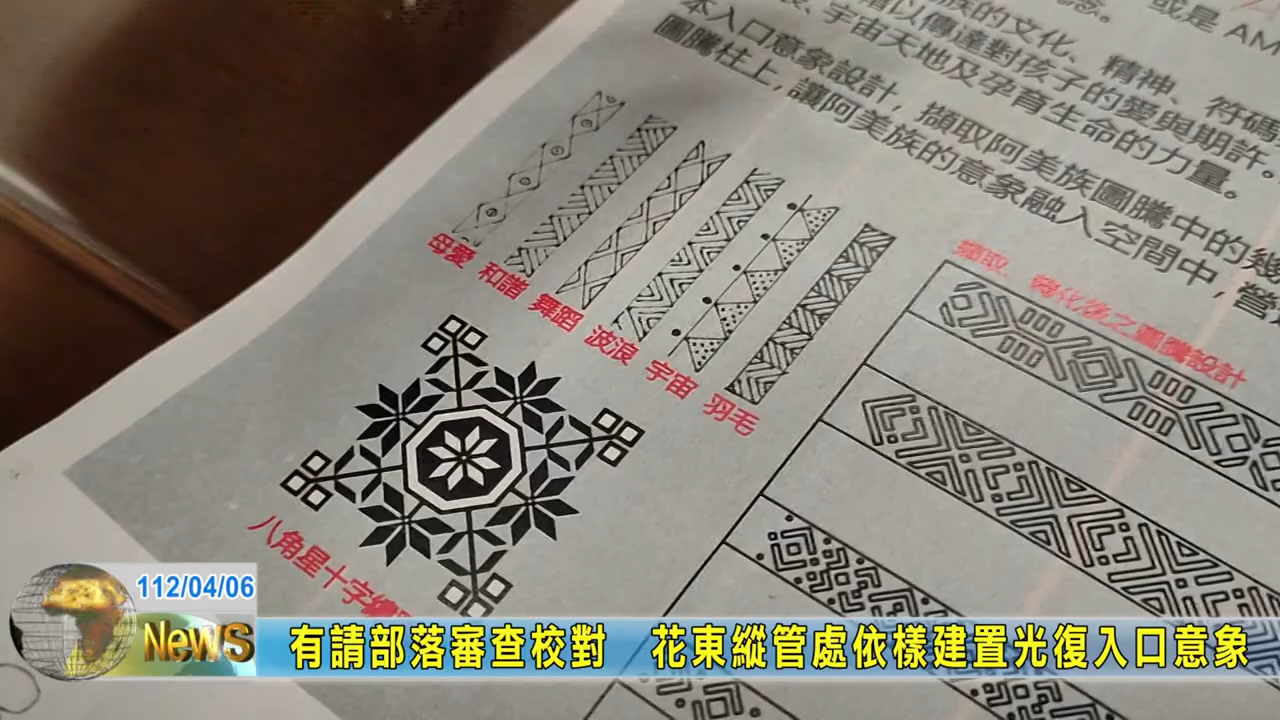 或是 AM
族的文化、精神、符碼
以傳達對孩子的愛與期許。
宇宙天地及孕育生命的力量。
本入口意象設計,擷取阿美族圖騰中的幾
圖騰柱上,讓阿美族的意象融入空間中,營
母愛 和諧 舞蹈 波浪 宇宙 羽毛
擷取、轉化後之圖騰設計
八角星十字繡
112/04/06
News
有請部落審查校對 花東縱管處依樣建置光復入口意象